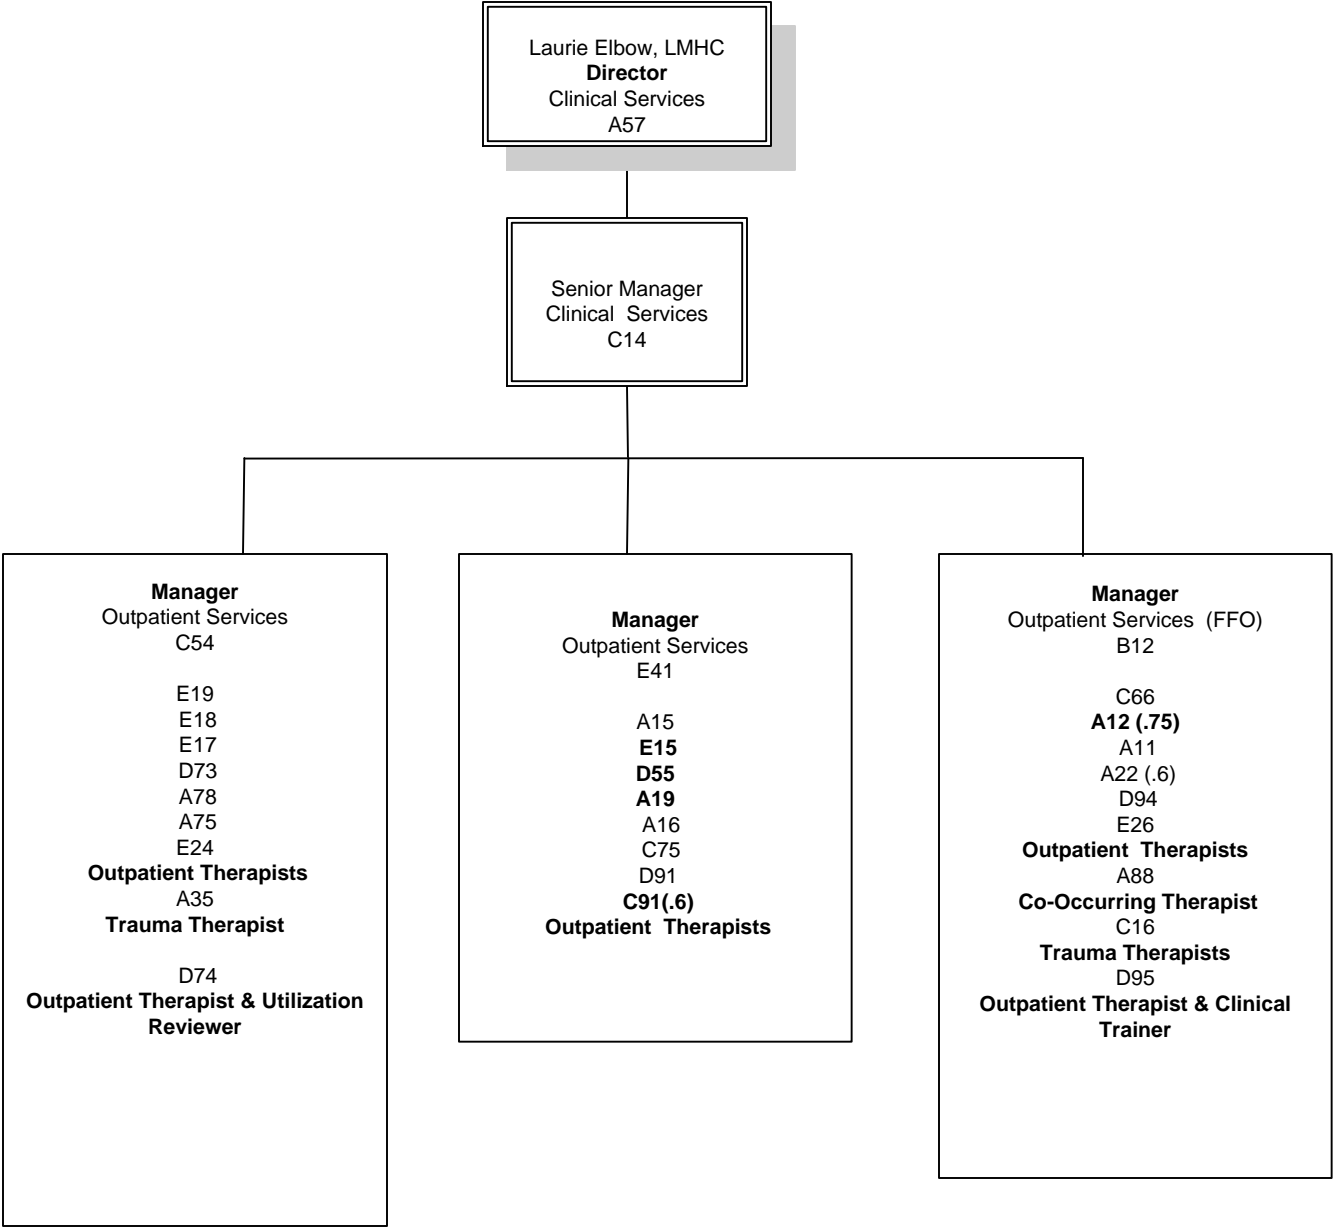 Laurie Elbow, LMHC
Director
Clinical Services
A57
Senior Manager
Clinical  Services
C14
Manager
Outpatient Services
C54
E19
E18
E17
D73
A78
A75
E24
Outpatient Therapists
A35
Trauma Therapist
D74
Outpatient Therapist & Utilization
Reviewer
Manager
Outpatient Services
E41
A15
E15
D55
A19
A16
C75
D91
C91(.6)
Outpatient  Therapists
Manager
Outpatient Services  (FFO)
B12
C66
A12 (.75)
A11
A22 (.6)
D94
E26
Outpatient  Therapists
A88
Co-Occurring Therapist
C16
Trauma Therapists
D95
Outpatient Therapist & Clinical
Trainer